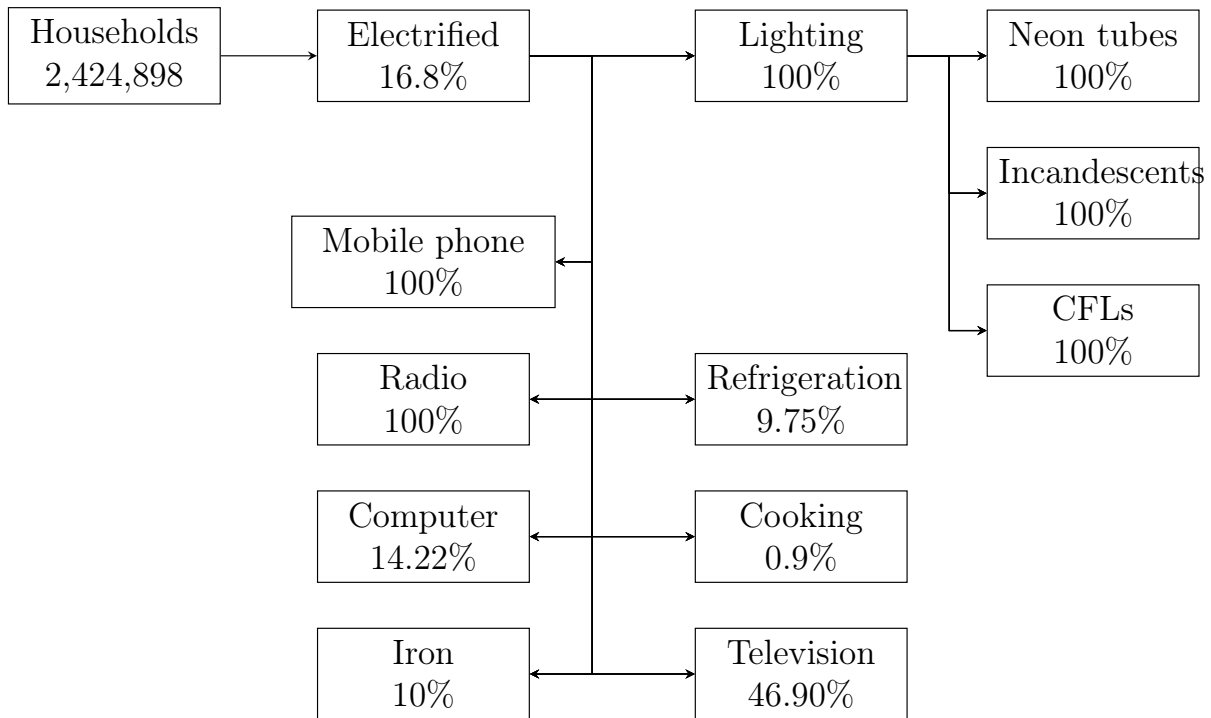 Households
2,424,898
Electrified
16.8%
Lighting
100%
Neon tubes
100%
Incandescents
100%
Mobile phone
100%
CFLs
100%
Radio
100%
Refrigeration
9.75%
Computer
14.22%
Cooking
0.9%
Iron
10%
Television
46.90%